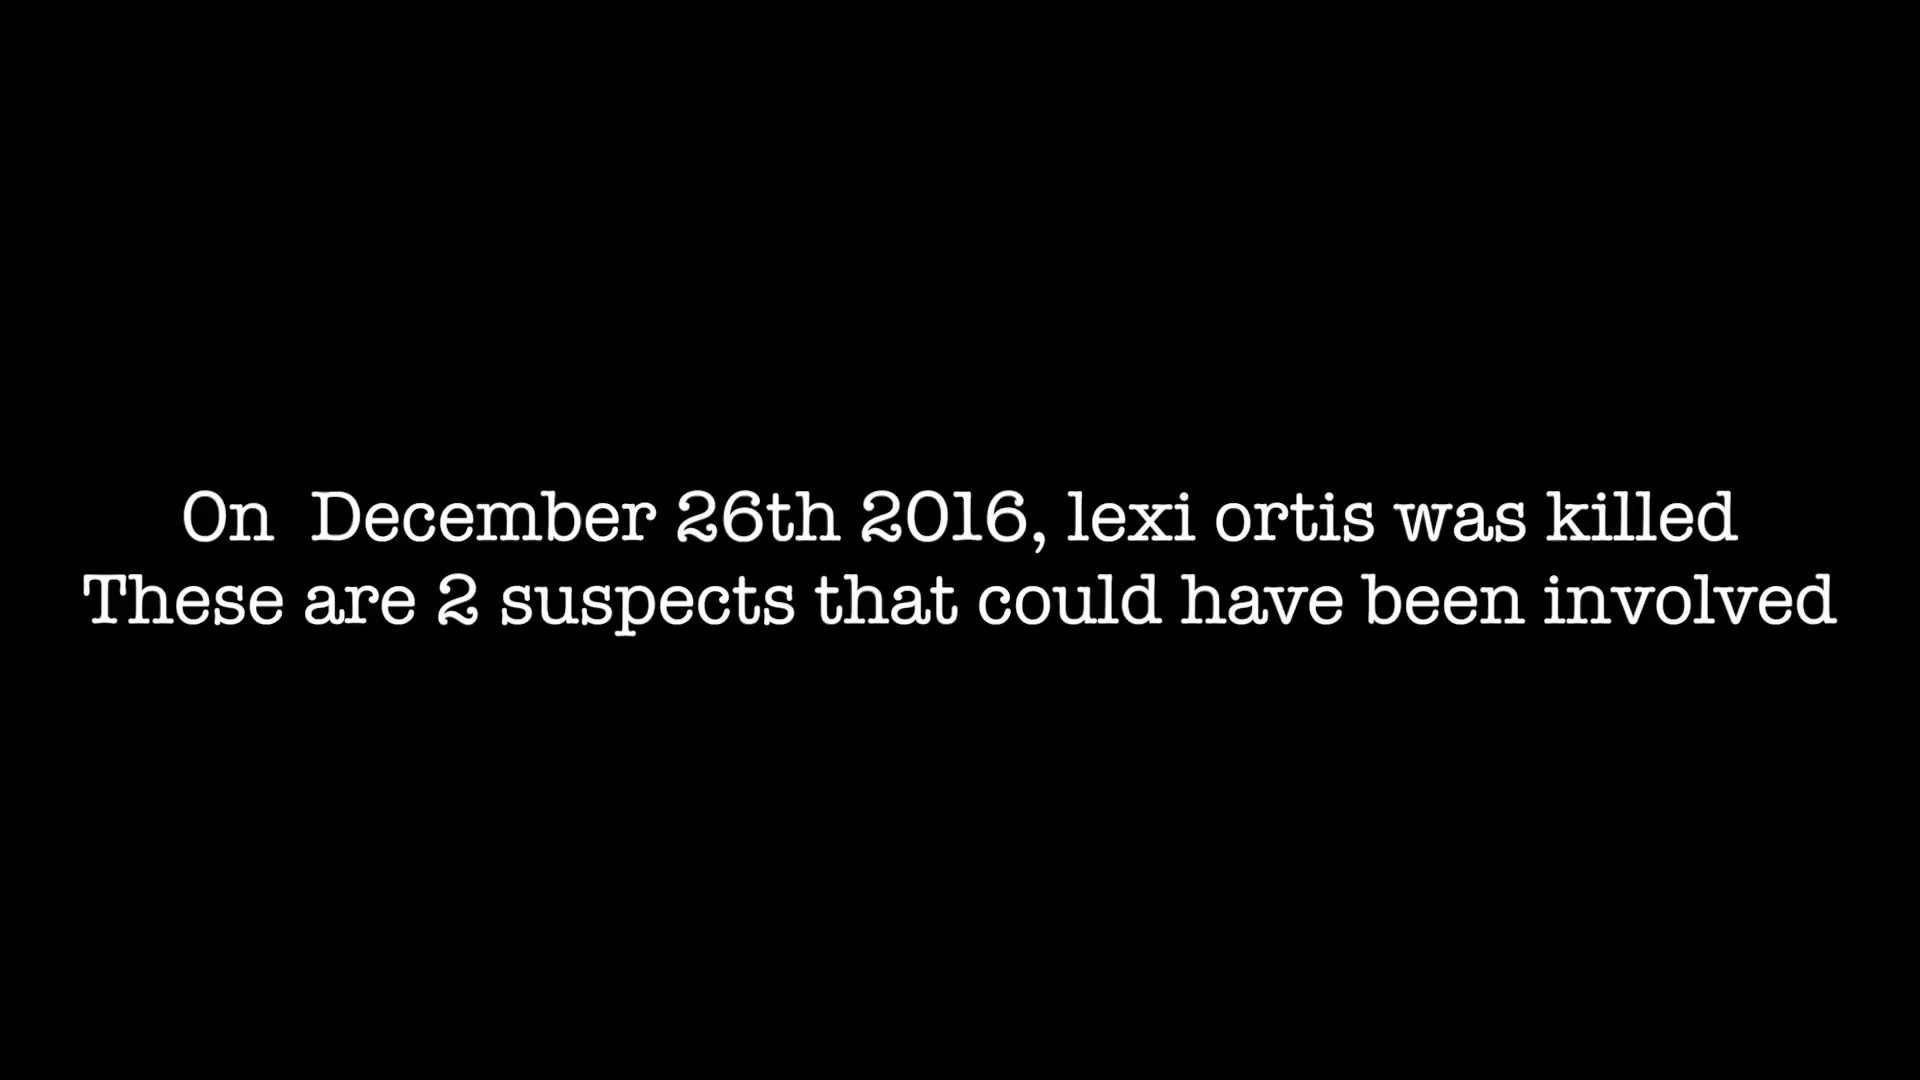 On  December 26th 2016, lexi ortis was killed
These are 2 suspects that could have been involved